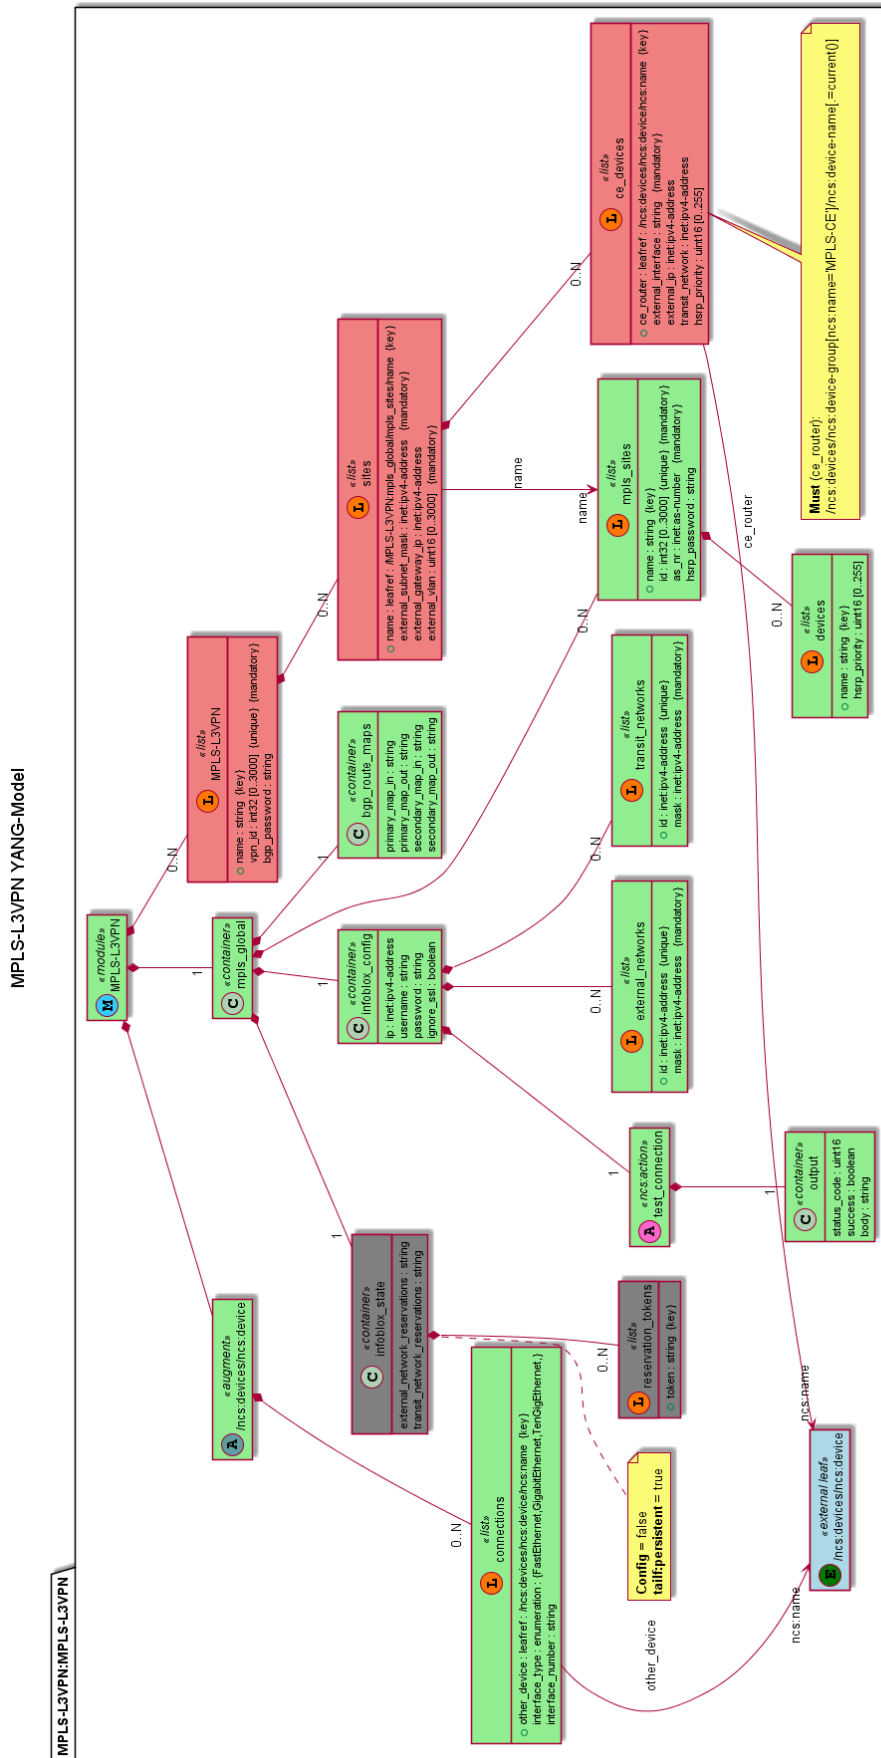 MPLS-L3VPN YANG-Model
MPLS-L3VPN:MPLS-L3VPN
«module»
M
MPLS-L3VPN
«augment»
A
/ncs:devices/ncs:device
«container»
C
mpls_global
«list»
L
MPLS-L3VPN
name : string {key}
vpn_id : int32 [0..3000] {unique} {mandatory}
bgp_password : string
«list»
L
connections
other_device : leafref : /ncs:devices/ncs:device/ncs:name {key}
interface_type : enumeration : {FastEthernet,GigabitEthernet,TenGigEthernet,}
interface_number : string
«container»
C
infoblox_state
external_network_reservations : string
transit_network_reservations : string
«container»
C
infoblox_config
ip : inet:ipv4-address
username : string
password : string
ignore_ssl : boolean
«container»
C
bgp_route_maps
primary_map_in : string
primary_map_out : string
secondary_map_in : string
secondary_map_out : string
«list»
L
sites
name : leafref : /MPLS-L3VPN:mpls_global/mpls_sites/name {key}
external_subnet_mask : inet:ipv4-address {mandatory}
external_gateway_ip : inet:ipv4-address
external_vlan : uint16 [0..3000] {mandatory}
Config = false
tailf:persistent = true
«list»
L
reservation_tokens
token : string {key}
«ncs:action»
A
test_connection
«list»
L
external_networks
id : inet:ipv4-address {unique}
mask : inet:ipv4-address {mandatory}
«list»
L
transit_networks
id : inet:ipv4-address {unique}
mask : inet:ipv4-address {mandatory}
«list»
L
mpls_sites
name : string {key}
id : int32 [0..3000] {unique} {mandatory}
as_nr : inet:as-number {mandatory}
hsrp_password : string
«list»
L
ce_devices
ce_router : leafref : /ncs:devices/ncs:device/ncs:name {key}
external_interface : string {mandatory}
external_ip : inet:ipv4-address
transit_network : inet:ipv4-address
hsrp_priority : uint16 [0..255]
«external leaf»
E
/ncs:devices/ncs:device
«container»
C
output
status_code : uint16
success : boolean
body : string
«list»
L
devices
name : string {key}
hsrp_priority : uint16 [0..255]
Must (ce_router):
/ncs:devices/ncs:device-group[ncs:name='MPLS-CE']/ncs:device-name[.=current()]
0..N
1
0..N
0..N
1
1
1
0..N
0..N
1
0..N
0..N
0..N
0..N
1
0..N
name
name
other_device
ncs:name
ce_router
ncs:name